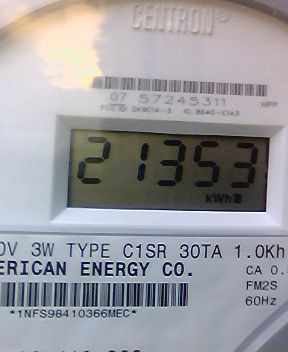 CENTRON
07 57245311
HPP
21353
kWh
0V 3W TYPE C1SR 30TA 1.0Kh
ERICAN ENERGY CO.
CA 0.
FM2S
60Hz
*1NFS98410366MEC*